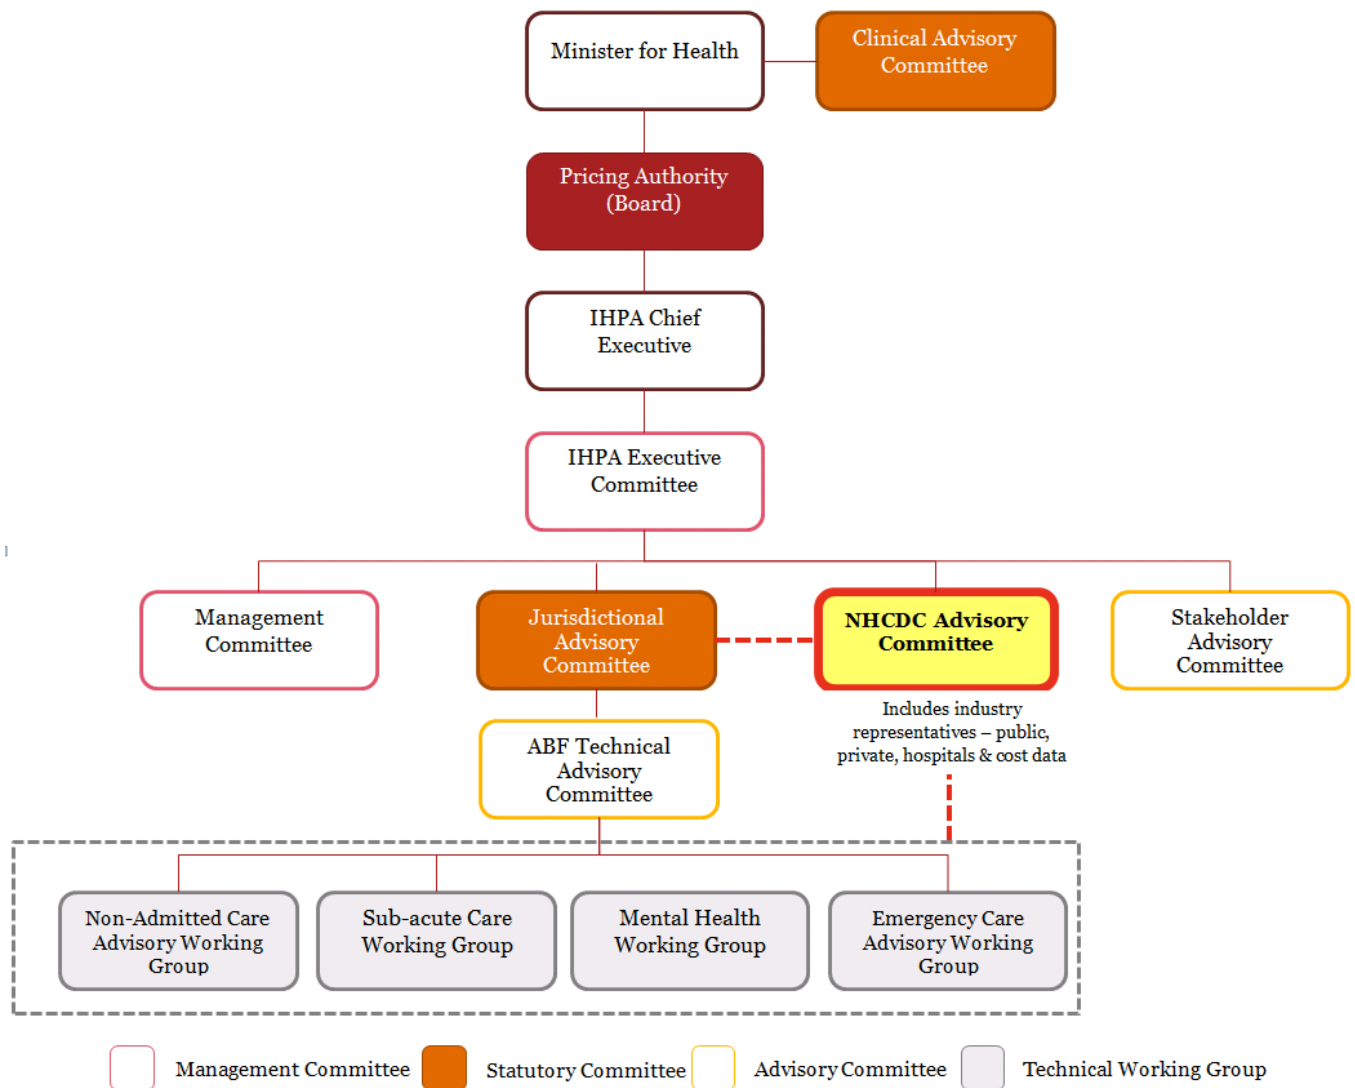 Minister for Health
Clinical Advisory
Committee
Pricing Authority
(Board)
IHPA Chief
Executive
IHPA Executive
Committee
Management
Committee
Jurisdictional
Advisory
Committee
NHCDC Advisory
Committee
Stakeholder
Advisory
Committee
Includes industry
representatives – public,
private, hospitals & cost data
ABF Technical
Advisory
Committee
Non-Admitted Care
Advisory Working
Group
Sub-acute Care
Working Group
Mental Health
Working Group
Emergency Care
Advisory Working
Group
Management Committee
Statutory Committee
Advisory Committee
Technical Working Group